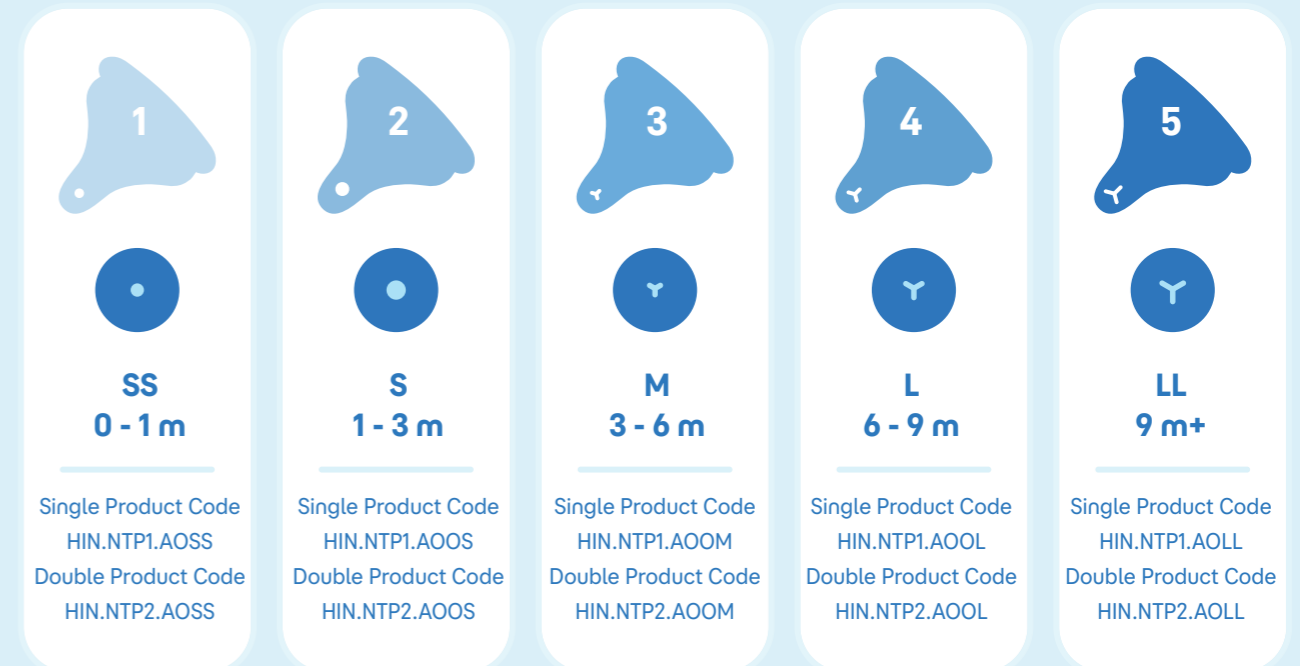 1
SS
0 - 1 m
Single Product Code
HIN.NTP1.AOSS
Double Product Code
HIN.NTP2.AOSS
2
S
1 - 3 m
Single Product Code
HIN.NTP1.AOOS
Double Product Code
HIN.NTP2.AOOS
3
M
3 - 6 m
Single Product Code
HIN.NTP1.AOOM
Double Product Code
HIN.NTP2.AOOM
4
L
6 - 9 m
Single Product Code
HIN.NTP1.AOOL
Double Product Code
HIN.NTP2.AOOL
5
LL
9 m+
Single Product Code
HIN.NTP1.AOLL
Double Product Code
HIN.NTP2.AOLL